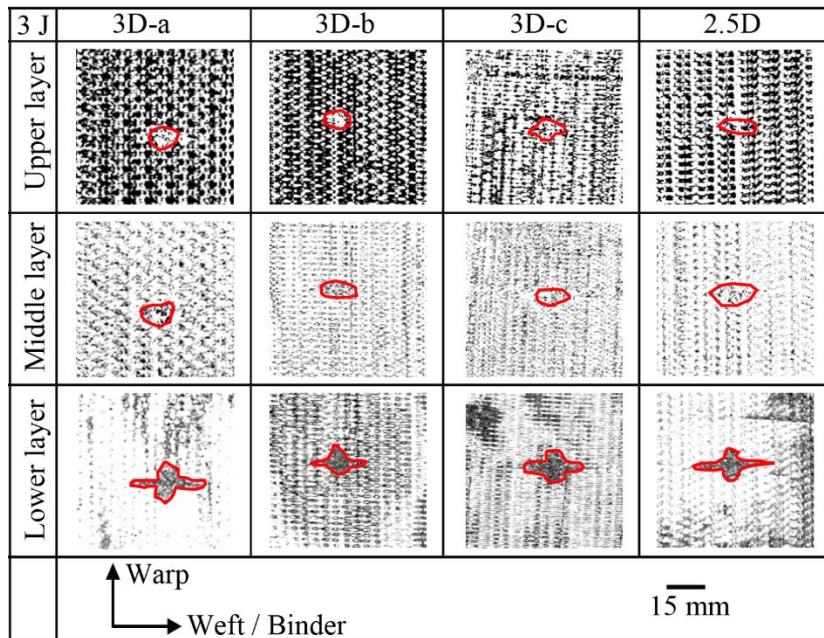 3 J 3D-a 3D-b 3D-c 2.5D
Upper layer
Middle layer
Lower layer
Warp
Weft / Binder
15 mm